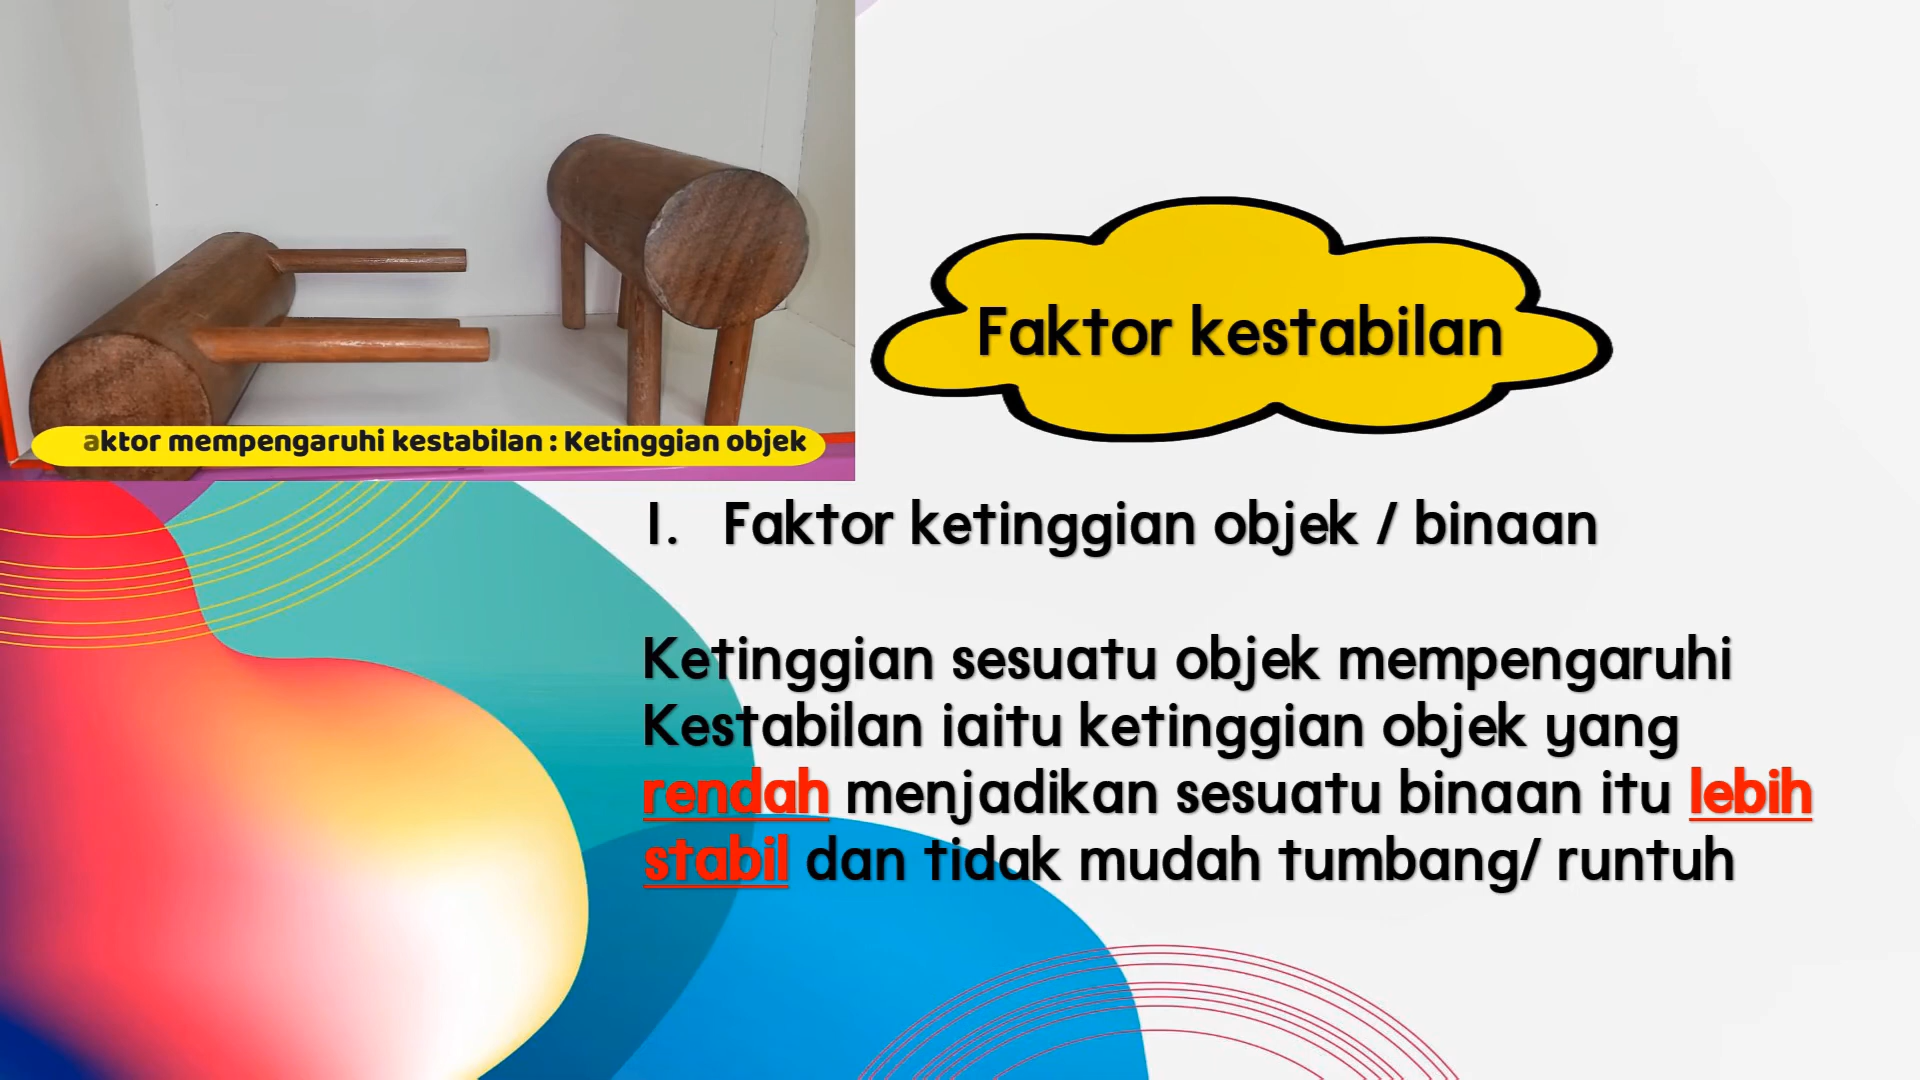 aktor mempengaruhi kestabilan : Ketinggian objek
Faktor kestabilan
1. Faktor ketinggian objek / binaan
Ketinggian sesuatu objek mempengaruhi
Kestabilan iaitu ketinggian objek yang
rendah menjadikan sesuatu binaan itu lebih
stabil dan tidak mudah tumbang/ runtuh